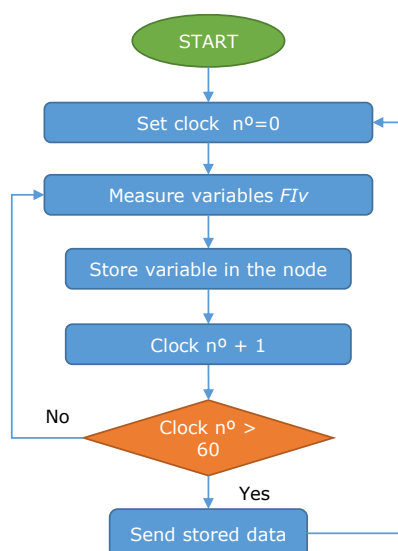 START
Set clock nº=0
Measure variables FIv
Store variable in the node
Clock nº + 1
Clock nº >
60
No
Yes
Send stored data